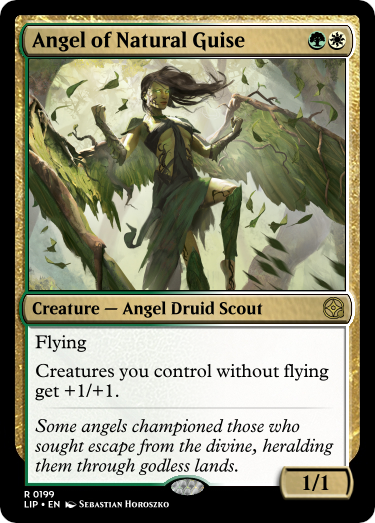 Angel of Natural Guise
Creature — Angel Druid Scout
Flying
Creatures you control without flying
get +1/+1.
Some angels championed those who
sought escape from the divine, heralding
them through godless lands.
1/1
R 0199
LIP • EN Sebastian Horoszko